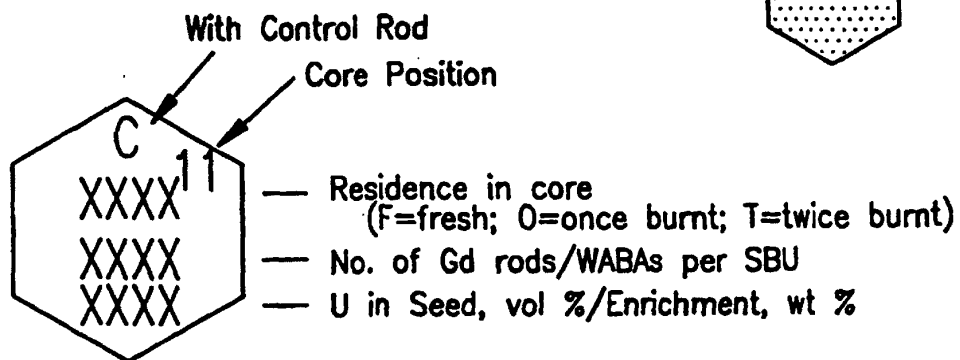 With Control Rod
Core Position
C
11
XXXX
Residence in core
(F=fresh; O=once burnt; T=twice burnt)
XXXX
No. of Gd rods/WABAs per SBU
XXXX
U in Seed, vol %/Enrichment, wt %